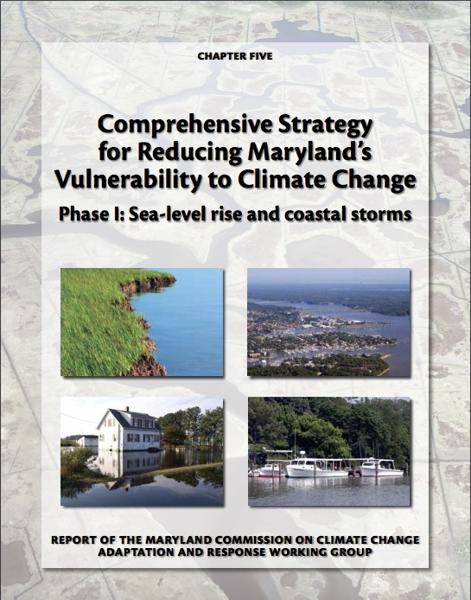 CHAPTER FIVE
Comprehensive Strategy
for Reducing Maryland's
Vulnerability to Climate Change
Phase I: Sea-level rise and coastal storms
REPORT OF THE MARYLAND COMMISSION ON CLIMATE CHANGE
ADAPTATION AND RESPONSE WORKING GROUP